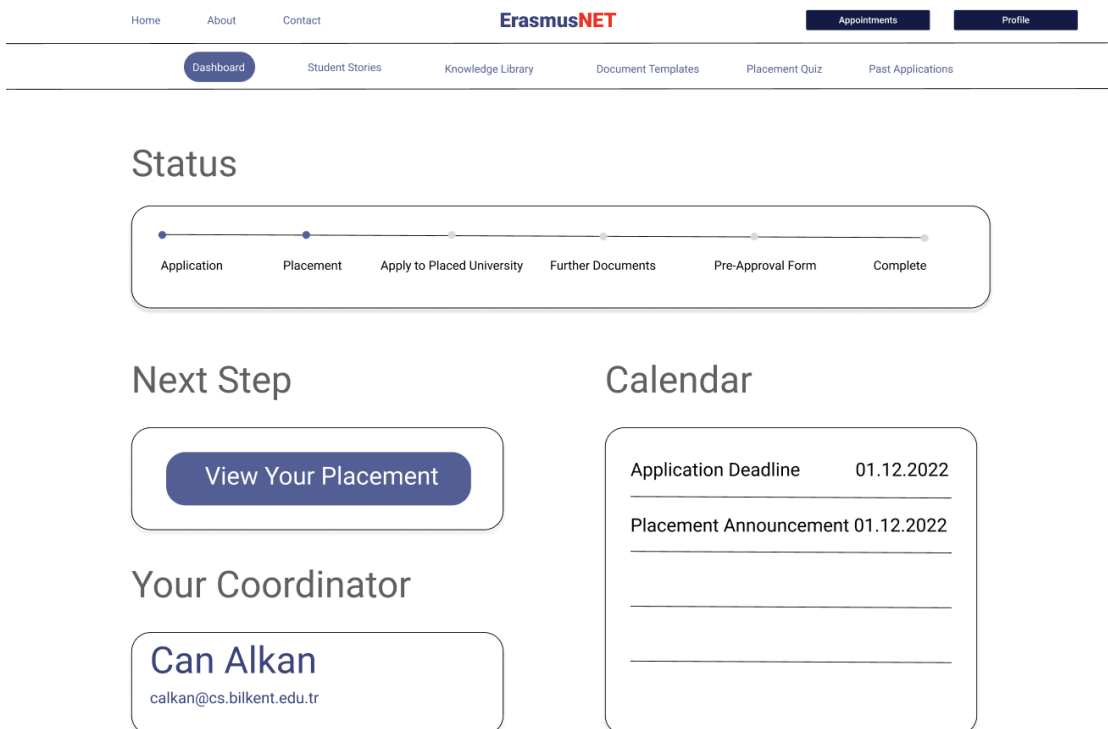 Home About Contact ErasmusNET Appointments Profile
Dashboard Student Stories Knowledge Library Document Templates Placement Quiz Past Applications
Status
Application Placement Apply to Placed University Further Documents Pre-Approval Form Complete
Next Step
View Your Placement
Your Coordinator
Can Alkan
calkan@cs.bilkent.edu.tr
Calendar
Application Deadline 01.12.2022
Placement Announcement 01.12.2022